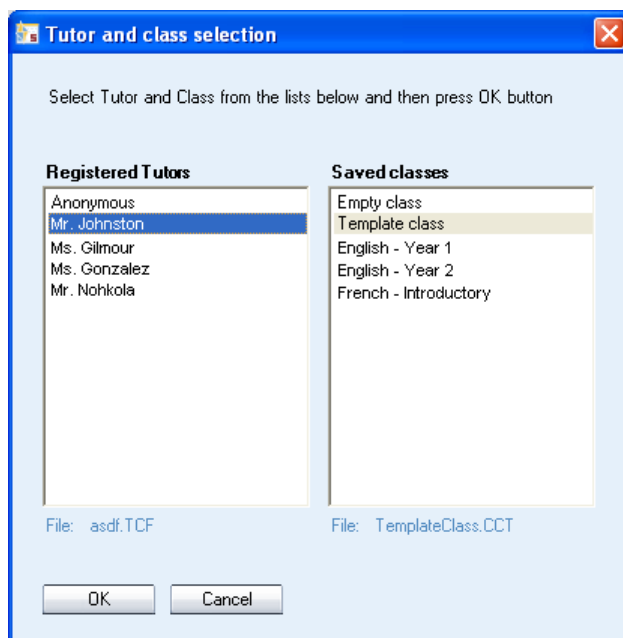 Tutor and class selection
Select Tutor and Class from the lists below and then press OK button
Registered Tutors
Anonymous
Mr. Johnston
Ms. Gilmour
Ms. Gonzalez
Mr. Nohkola
File: asdf.TCF
Saved classes
Empty class
Template class
English - Year 1
English - Year 2
French - Introductory
File: TemplateClass.CCT
OK
Cancel